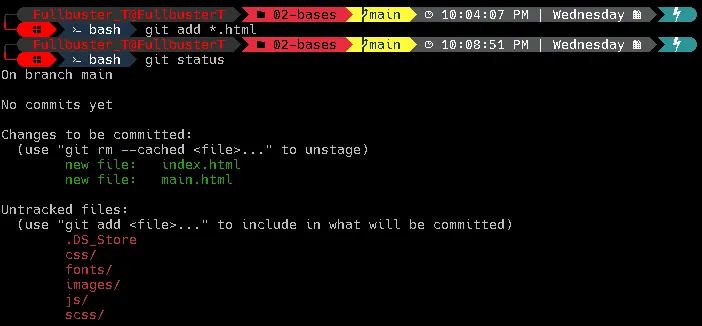 Fullbuster_T@FullbusterT 02-bases main 10:04:07 PM | Wednesday
bash git add *.html
Fullbuster_T@FullbusterT 02-bases main 10:08:51 PM | Wednesday
bash git status
On branch main
No commits yet
Changes to be committed:
(use "git rm --cached <file>..." to unstage)
new file: index.html
new file: main.html
Untracked files:
(use "git add <file>..." to include in what will be committed)
.DS_Store
css/
fonts/
images/
js/
scss/